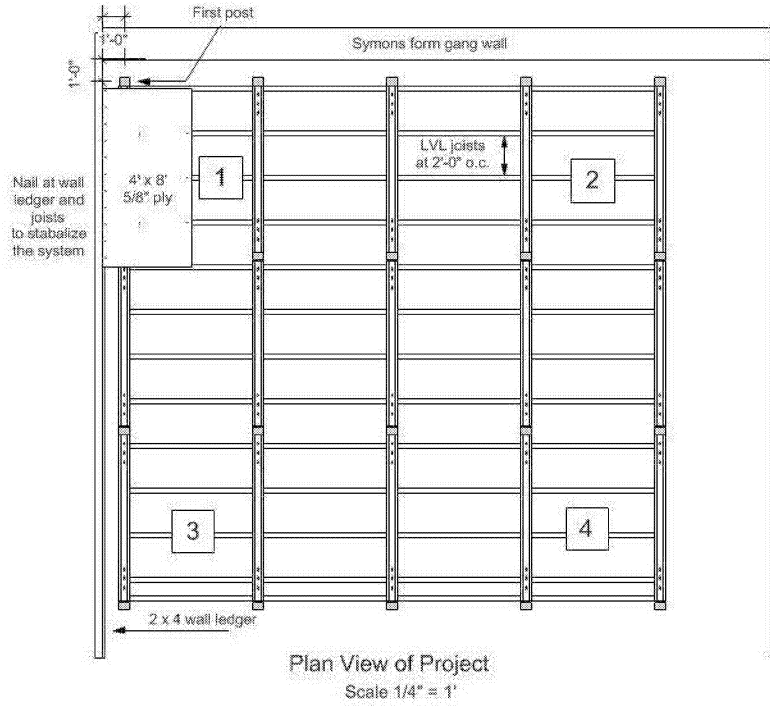 First post
1'-0"
Symons form gang wall
1'-0"
LVL joists
at 2'-0" o.c.
4' x 8'
5/8" ply
1
2
Nail at wall
ledger and
joists
to stabalize
the system
3
4
2 x 4 wall ledger
Plan View of Project
Scale 1/4" = 1'